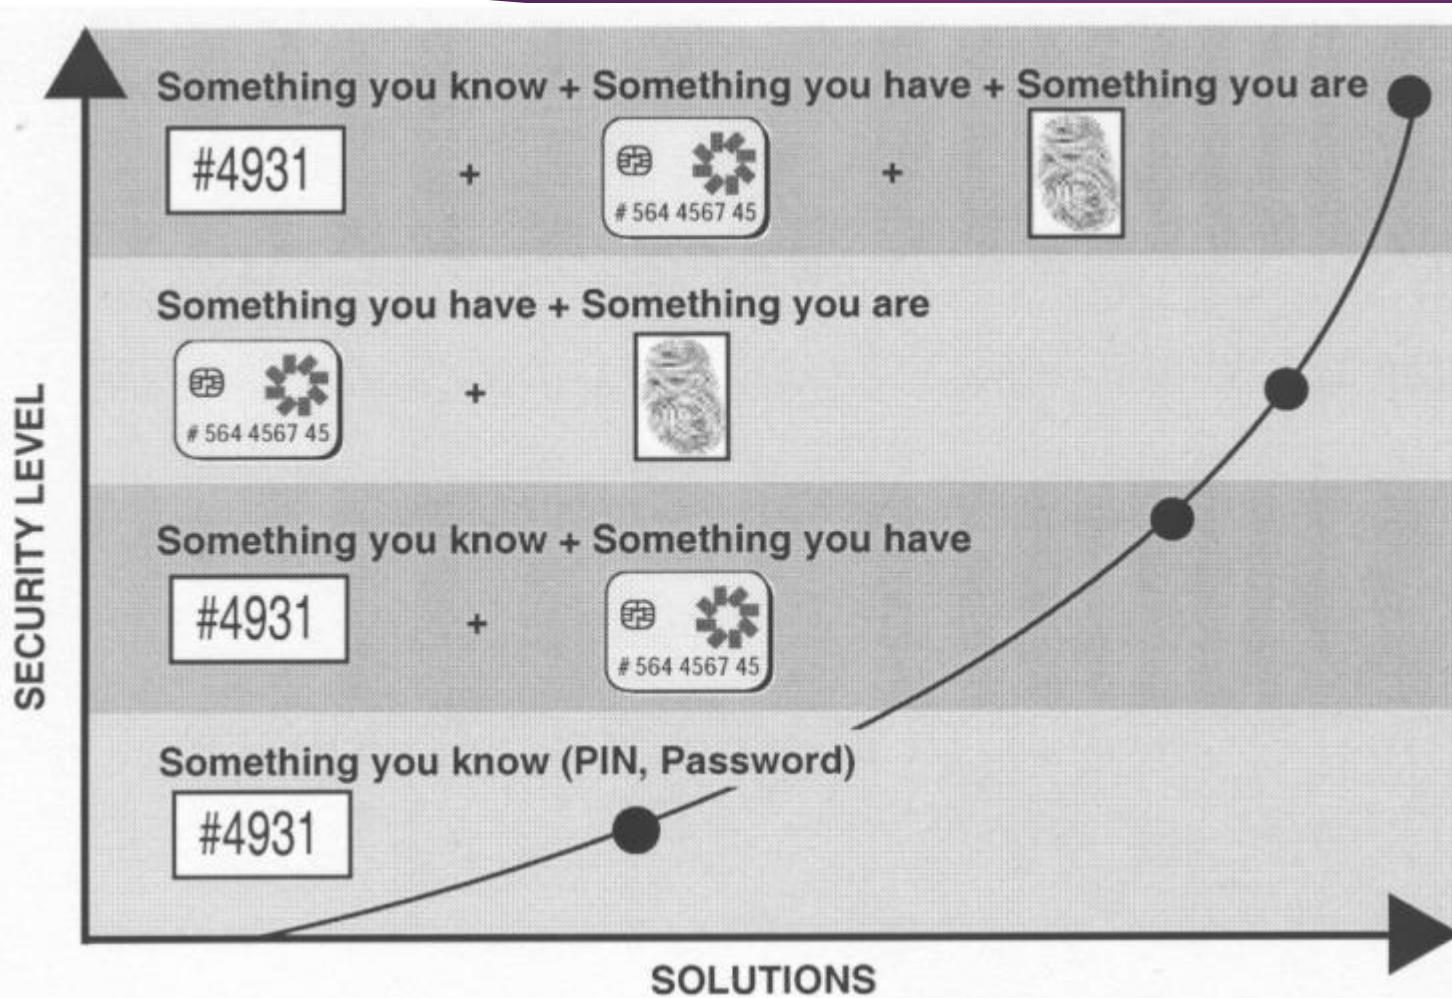 Something you know + Something you have + Something you are
#4931
+
# 564 4567 45
+
Something you have + Something you are
# 564 4567 45
+
Something you know + Something you have
#4931
+
# 564 4567 45
Something you know (PIN, Password)
#4931
SECURITY LEVEL
SOLUTIONS